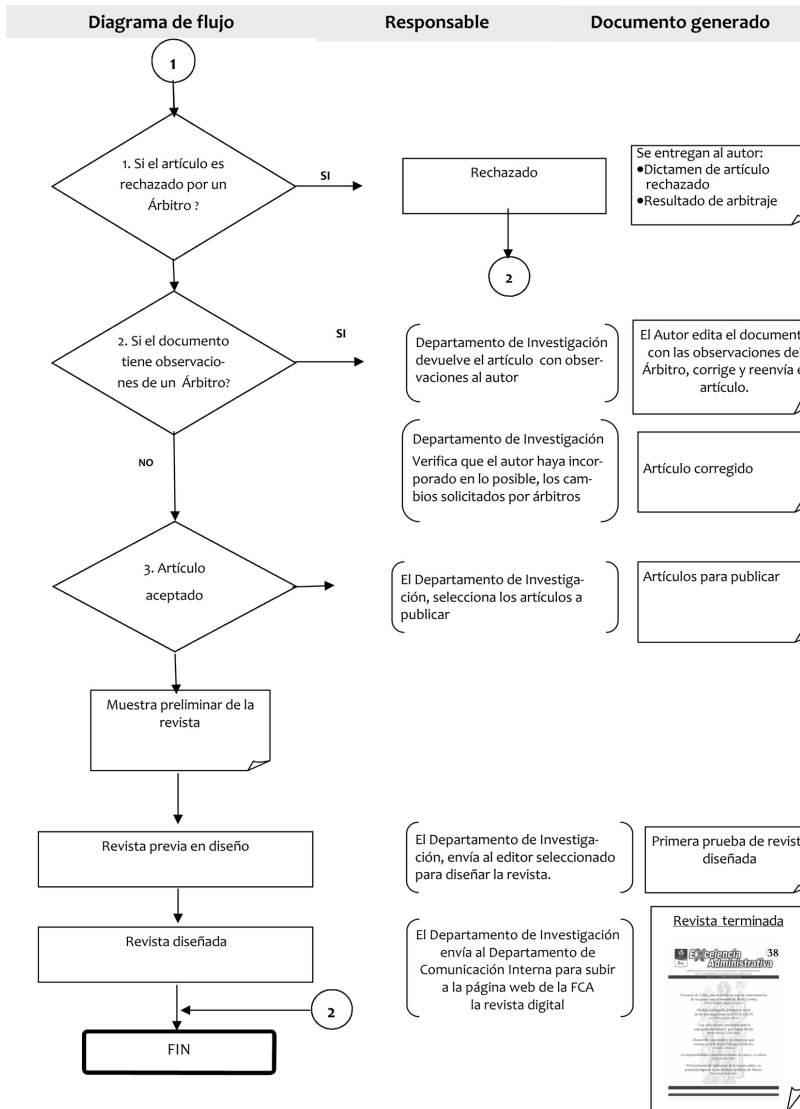 Diagrama de flujo
Responsable
Documento generado
1
1. Si el artículo es
rechazado por un
Árbitro ?
SI
Rechazado
Se entregan al autor:
•Dictamen de artículo
rechazado
•Resultado de arbitraje
2
2. Si el documento
tiene observacio-
nes de un Árbitro?
SI
Departamento de Investigación
devuelve el artículo con obser-
vaciones al autor
El Autor edita el document
con las observaciones del
Árbitro, corrige y reenvía e
artículo.
NO
Departamento de Investigación
Verifica que el autor haya incor-
porado en lo posible, los cam-
bios solicitados por árbitros
Artículo corregido
3. Artículo
aceptado
El Departamento de Investiga-
ción, selecciona los artículos a
publicar
Artículos para publicar
Muestra preliminar de la
revista
Revista previa en diseño
El Departamento de Investiga-
ción, envía al editor seleccionado
para diseñar la revista.
Primera prueba de revist
diseñada
Revista diseñada
El Departamento de Investigación
envía al Departamento de
Comunicación Interna para subir
a la página web de la FCA
la revista digital
Revista terminada
Excelencia
Administrativa
38
2
FIN